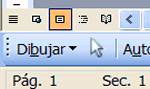 Dibujar Auto
Pág. 1 Sec. 1